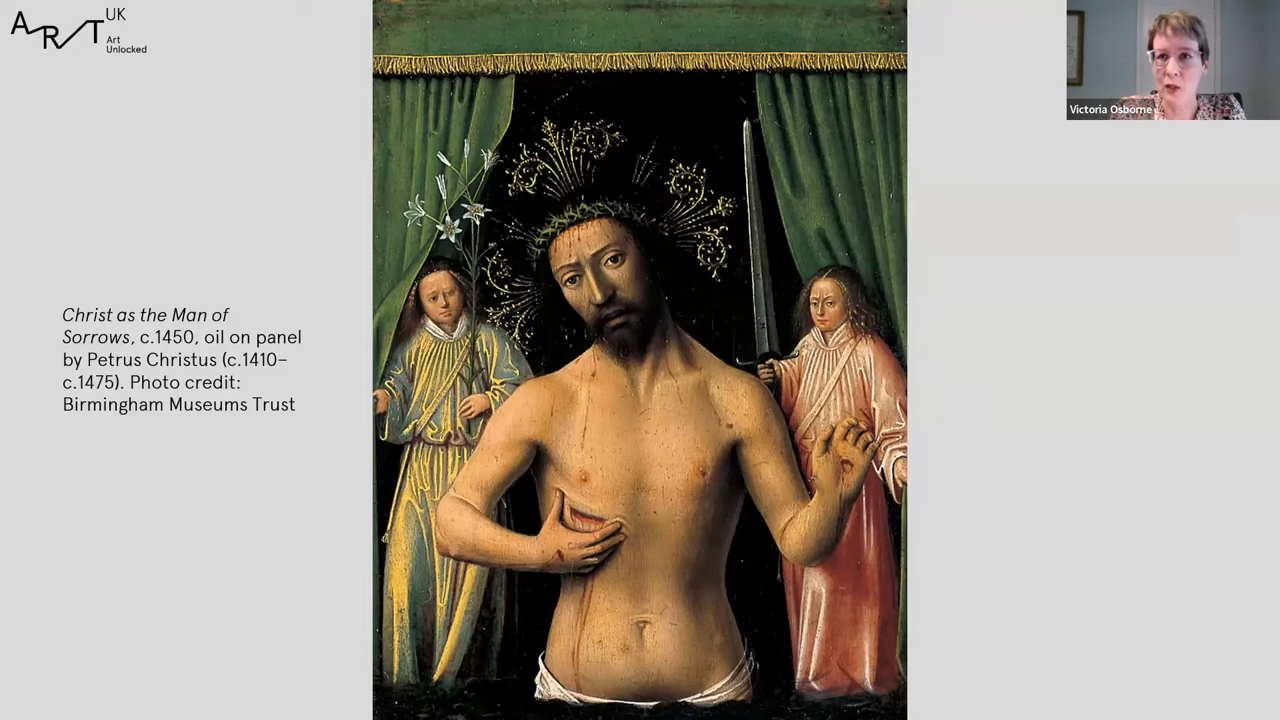 ART UK
Art
Unlocked
Victoria Osborne
Christ as the Man of
Sorrows, c.1450, oil on panel
by Petrus Christus (c.1410–
c.1475). Photo credit:
Birmingham Museums Trust